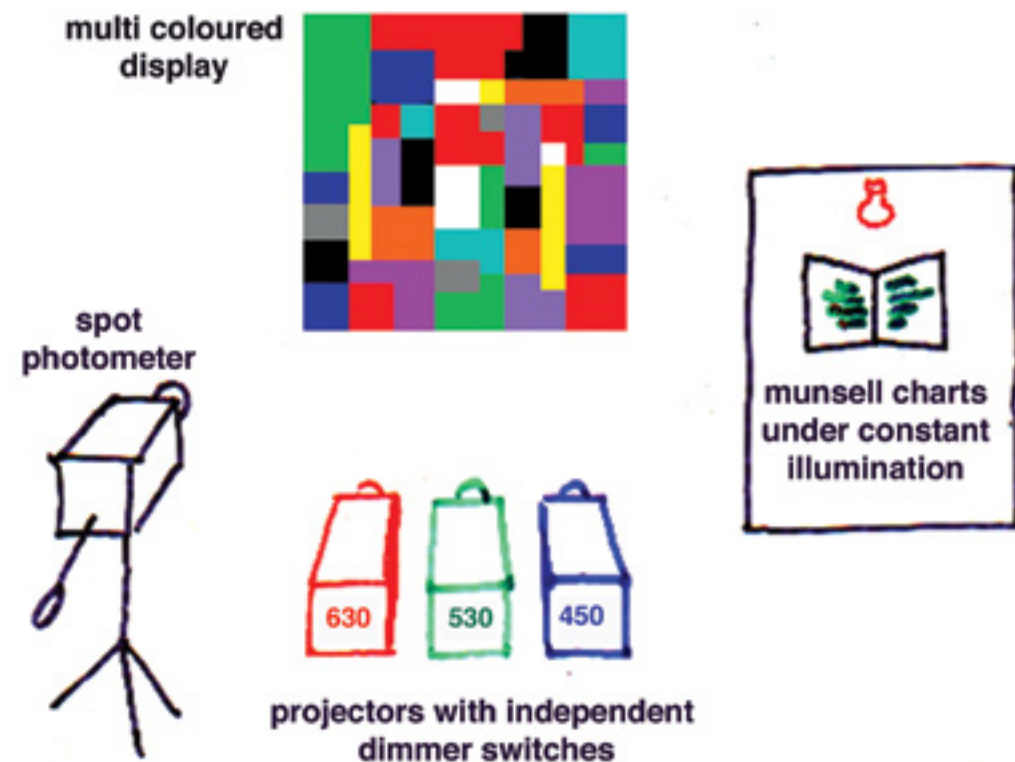 multi coloured
display
spot
photometer
munsell charts
under constant
illumination
630
530
450
projectors with independent
dimmer switches